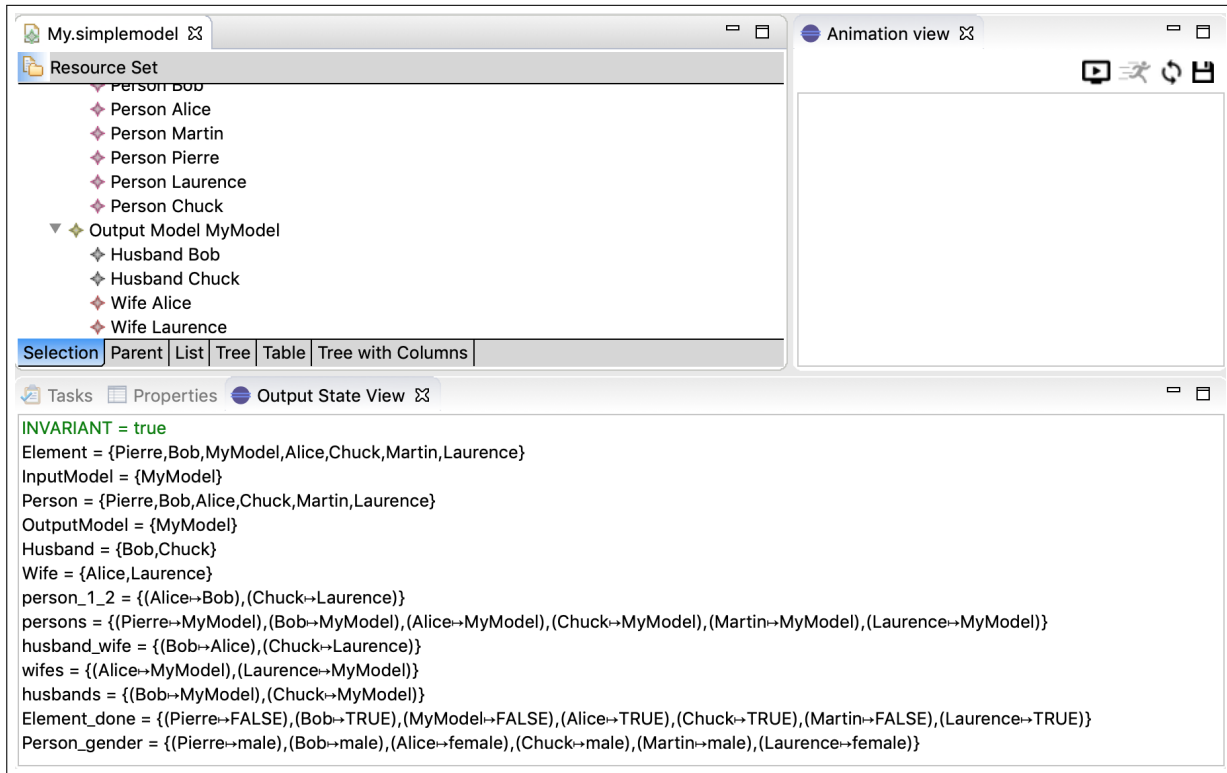 My.simplemodel
Animation view
Resource Set
Person Bob
Person Alice
Person Martin
Person Pierre
Person Laurence
Person Chuck
Output Model MyModel
Husband Bob
Husband Chuck
Wife Alice
Wife Laurence
Selection Parent List Tree Table Tree with Columns
Tasks Properties Output State View
INVARIANT = true
Element = {Pierre,Bob,MyModel,Alice,Chuck,Martin,Laurence}
InputModel = {MyModel}
Person = {Pierre,Bob,Alice,Chuck,Martin,Laurence}
OutputModel = {MyModel}
Husband = {Bob,Chuck}
Wife = {Alice,Laurence}
person_1_2 = {(Alice↦Bob),(Chuck↦Laurence)}
persons = {(Pierre↦MyModel),(Bob↦MyModel),(Alice↦MyModel),(Chuck↦MyModel),(Martin↦MyModel),(Laurence↦MyModel)}
husband_wife = {(Bob↦Alice),(Chuck↦Laurence)}
wifes = {(Alice↦MyModel),(Laurence↦MyModel)}
husbands = {(Bob↦MyModel),(Chuck↦MyModel)}
Element_done = {(Pierre↦FALSE),(Bob↦TRUE),(MyModel↦FALSE),(Alice↦TRUE),(Chuck↦TRUE),(Martin↦FALSE),(Laurence↦TRUE)}
Person_gender = {(Pierre↦male),(Bob↦male),(Alice↦female),(Chuck↦male),(Martin↦male),(Laurence↦female)}